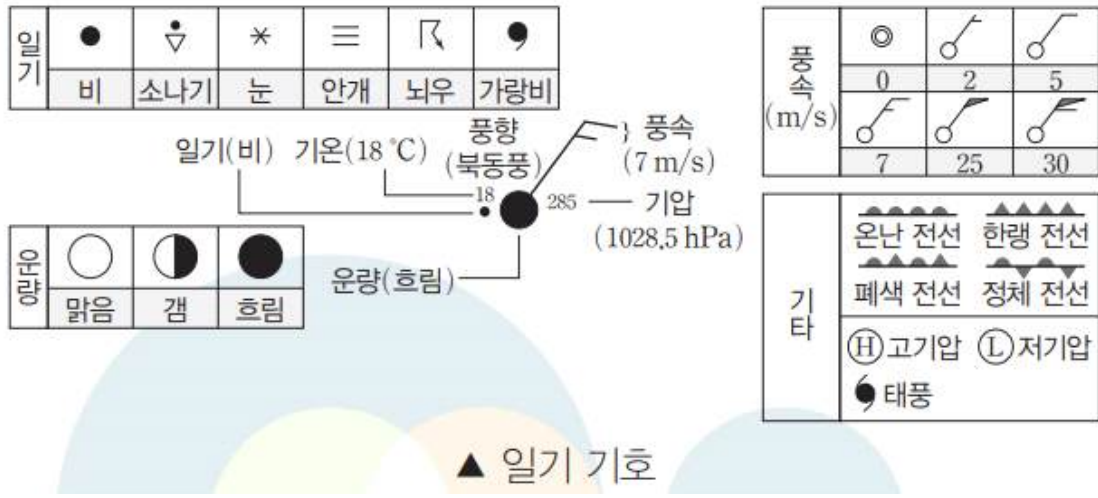 일기
비 소나기 눈 안개 뇌우 가랑비
풍속
(m/s)
0 2 5
7 25 30
일기(비) 기온(18 ℃)
풍향
(북동풍)
풍속
(7 m/s)
18
285
기압
(1028.5 hPa)
운량(흐림)
운량
맑음 갬 흐림
기타
온난 전선 한랭 전선
폐색 전선 정체 전선
H 고기압 L 저기압
태풍
▲ 일기 기호